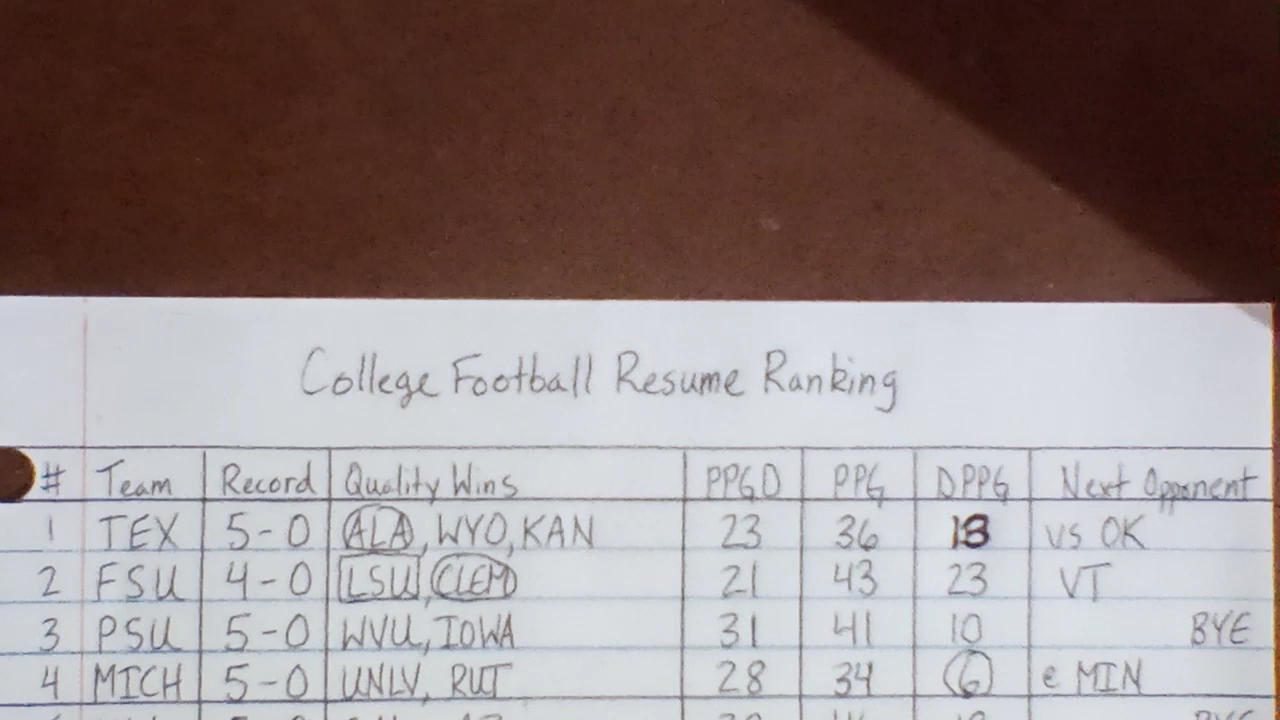 College Football Resume Ranking
# Team Record Quality Wins PPGD PPG DPPG Next Opponent
1 TEX 5-0 ALA, WYO, KAN 23 36 13 vs OK
2 FSU 4-0 LSU, CLEM 21 43 23 VT
3 PSU 5-0 WVU, IOWA 31 41 10 BYE
4 MICH 5-0 UNLV, RUT 28 34 6 @ MIN